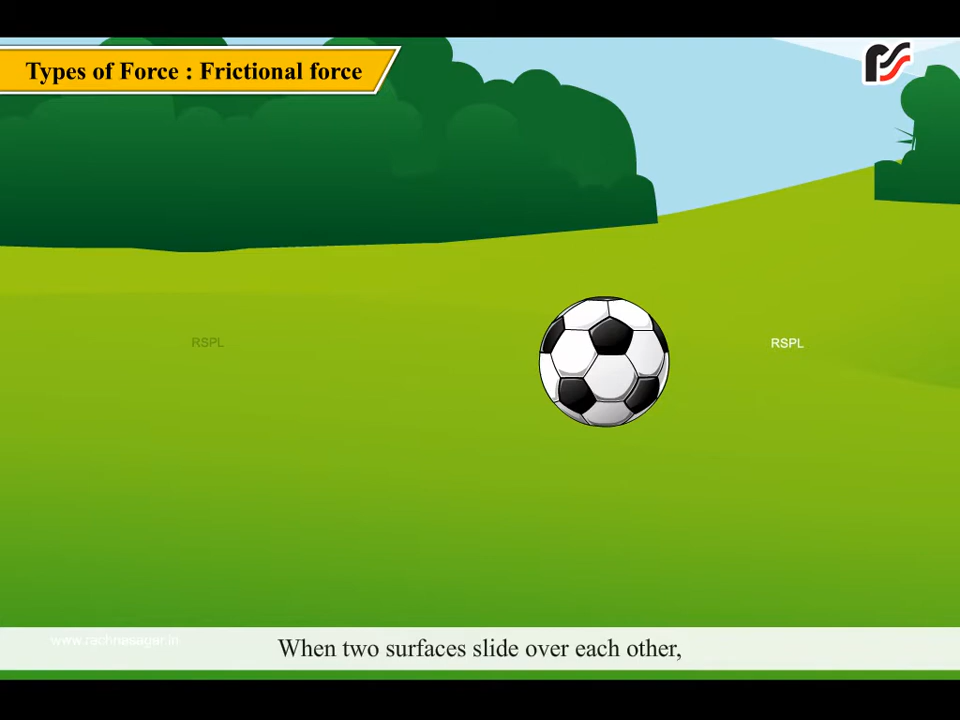 Types of Force : Frictional force
RSPL
RSPL
www.rachnasagar.in
When two surfaces slide over each other,